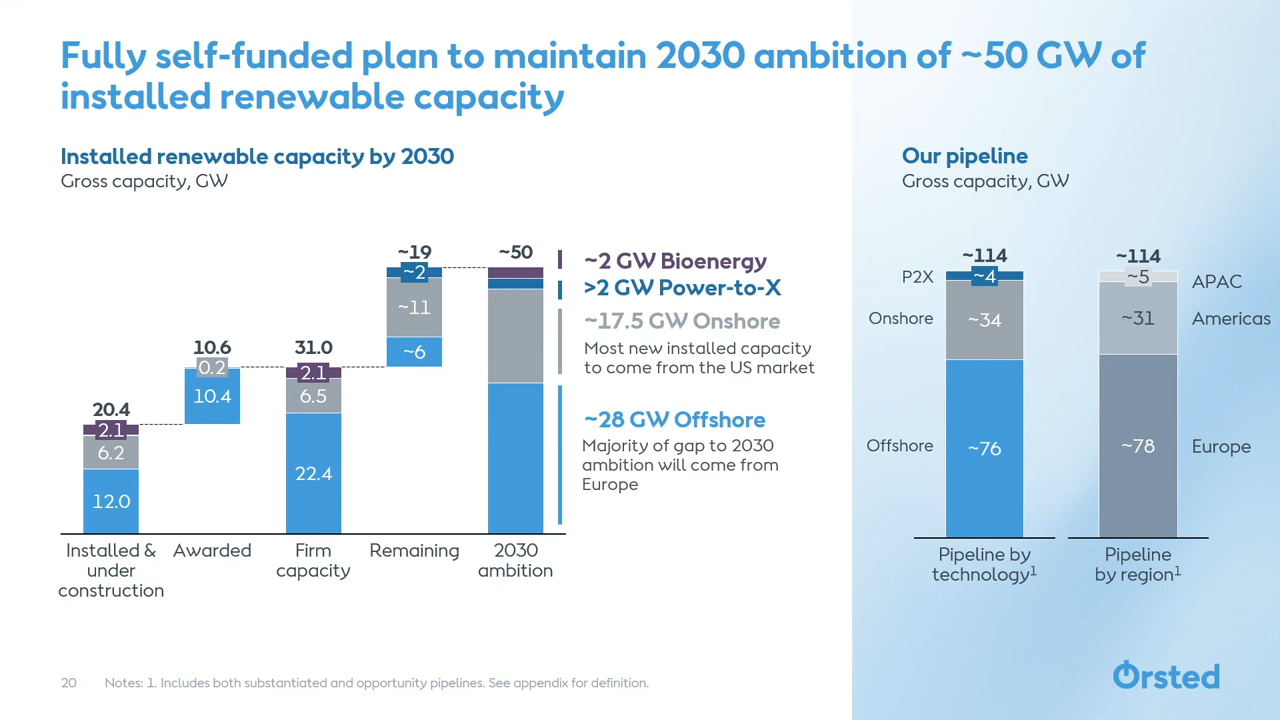 Fully self-funded plan to maintain 2030 ambition of ~50 GW of
installed renewable capacity
Installed renewable capacity by 2030
Gross capacity, GW
20.4
2.1
6.2
12.0
10.6
0.2
10.4
31.0
2.1
6.5
22.4
~19
~2
~11
~6
~50
Installed &
under
construction
Awarded
Firm
capacity
Remaining
2030
ambition
~2 GW Bioenergy
>2 GW Power-to-X
~17.5 GW Onshore
Most new installed capacity
to come from the US market
~28 GW Offshore
Majority of gap to 2030
ambition will come from
Europe
Our pipeline
Gross capacity, GW
~114
P2X
~4
Onshore
~34
Offshore
~76
Pipeline by
technology¹
~114
~5
APAC
~31
Americas
~78
Europe
Pipeline
by region¹
20
Notes: 1. Includes both substantiated and opportunity pipelines. See appendix for definition.
Ørsted